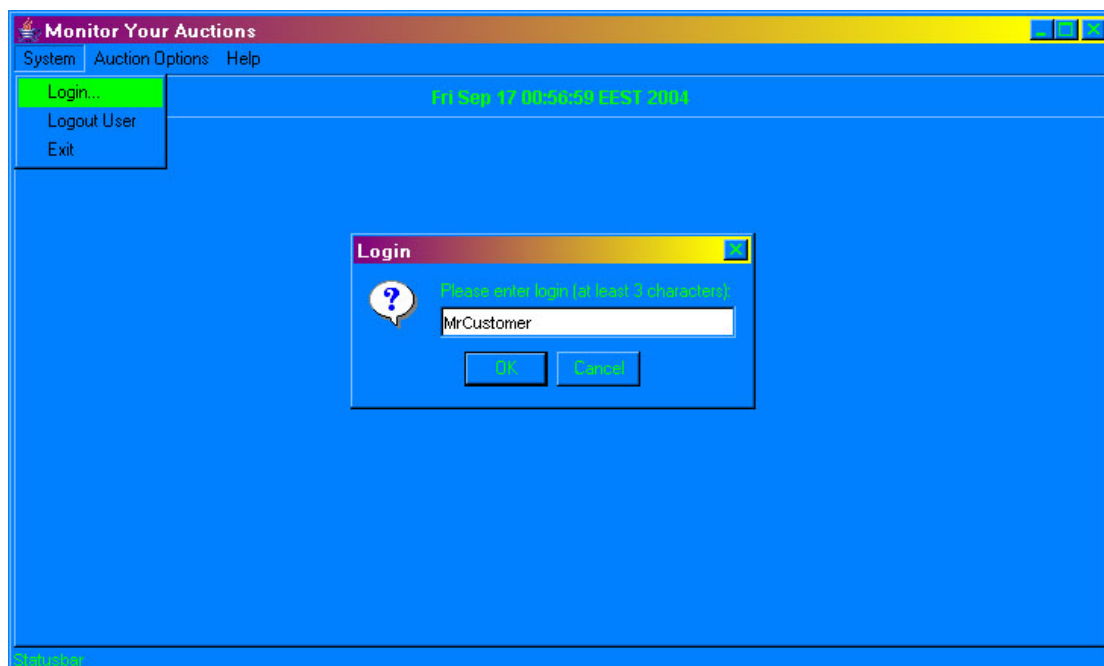 Monitor Your Auctions
System Auction Options Help
Login...
Fri Sep 17 00:56:59 EEST 2004
Logout User
Exit
Login
?
Please enter login (at least 3 characters):
MrCustomer
OK Cancel
Statusbar